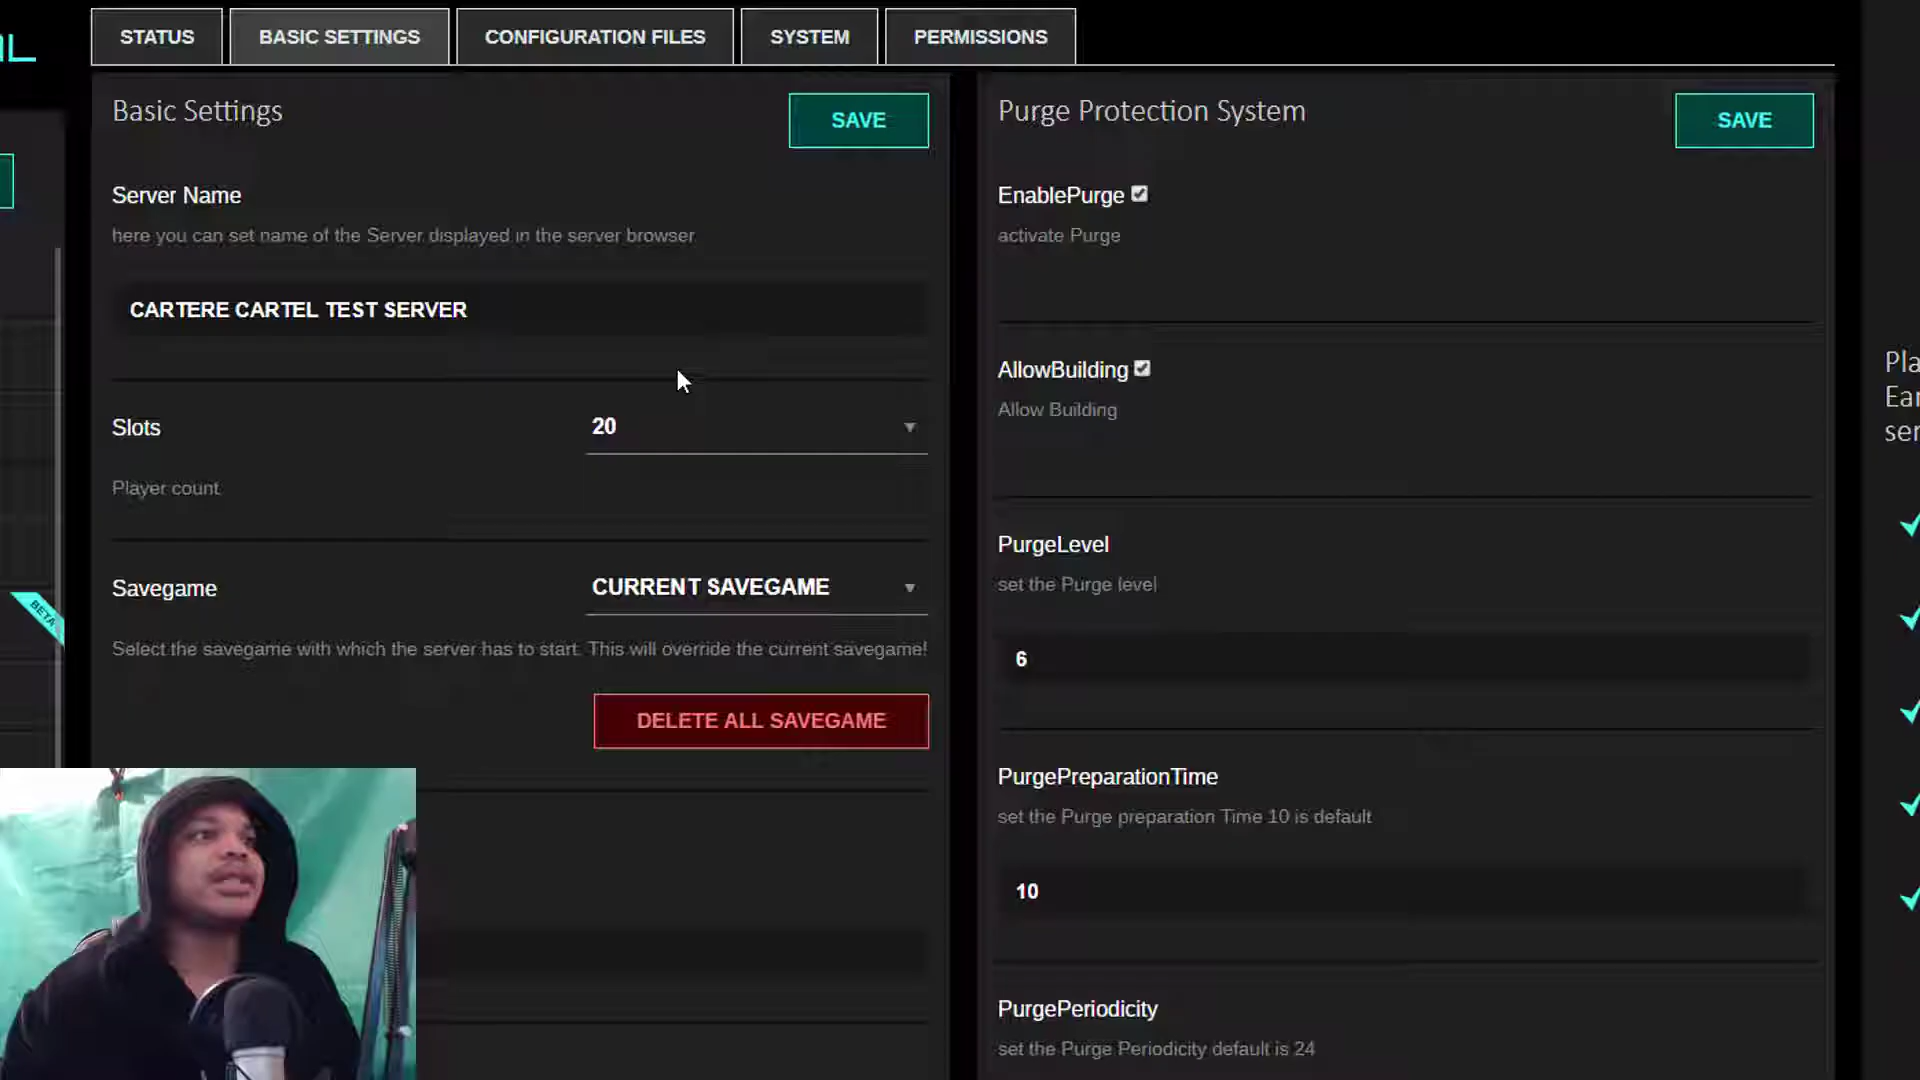 STATUS
BASIC SETTINGS
CONFIGURATION FILES
SYSTEM
PERMISSIONS
Basic Settings
SAVE
Server Name
here you can set name of the Server displayed in the server browser
CARTERE CARTEL TEST SERVER
Slots
20
Player count
Savegame
CURRENT SAVEGAME
Select the savegame with which the server has to start. This will override the current savegame!
DELETE ALL SAVEGAME
BETA
Purge Protection System
SAVE
EnablePurge
activate Purge
AllowBuilding
Allow Building
PurgeLevel
set the Purge level
6
PurgePreparationTime
set the Purge preparation Time 10 is default
10
PurgePeriodicity
set the Purge Periodicity default is 24